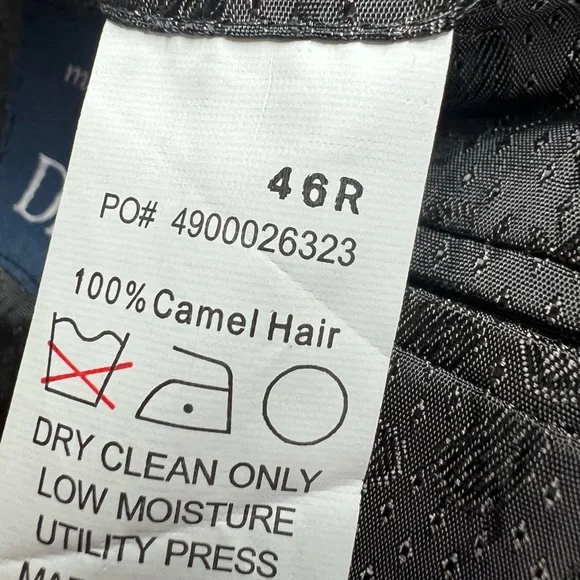 46R
PO# 4900026323
100% Camel Hair
DRY CLEAN ONLY
LOW MOISTURE
UTILITY PRESS